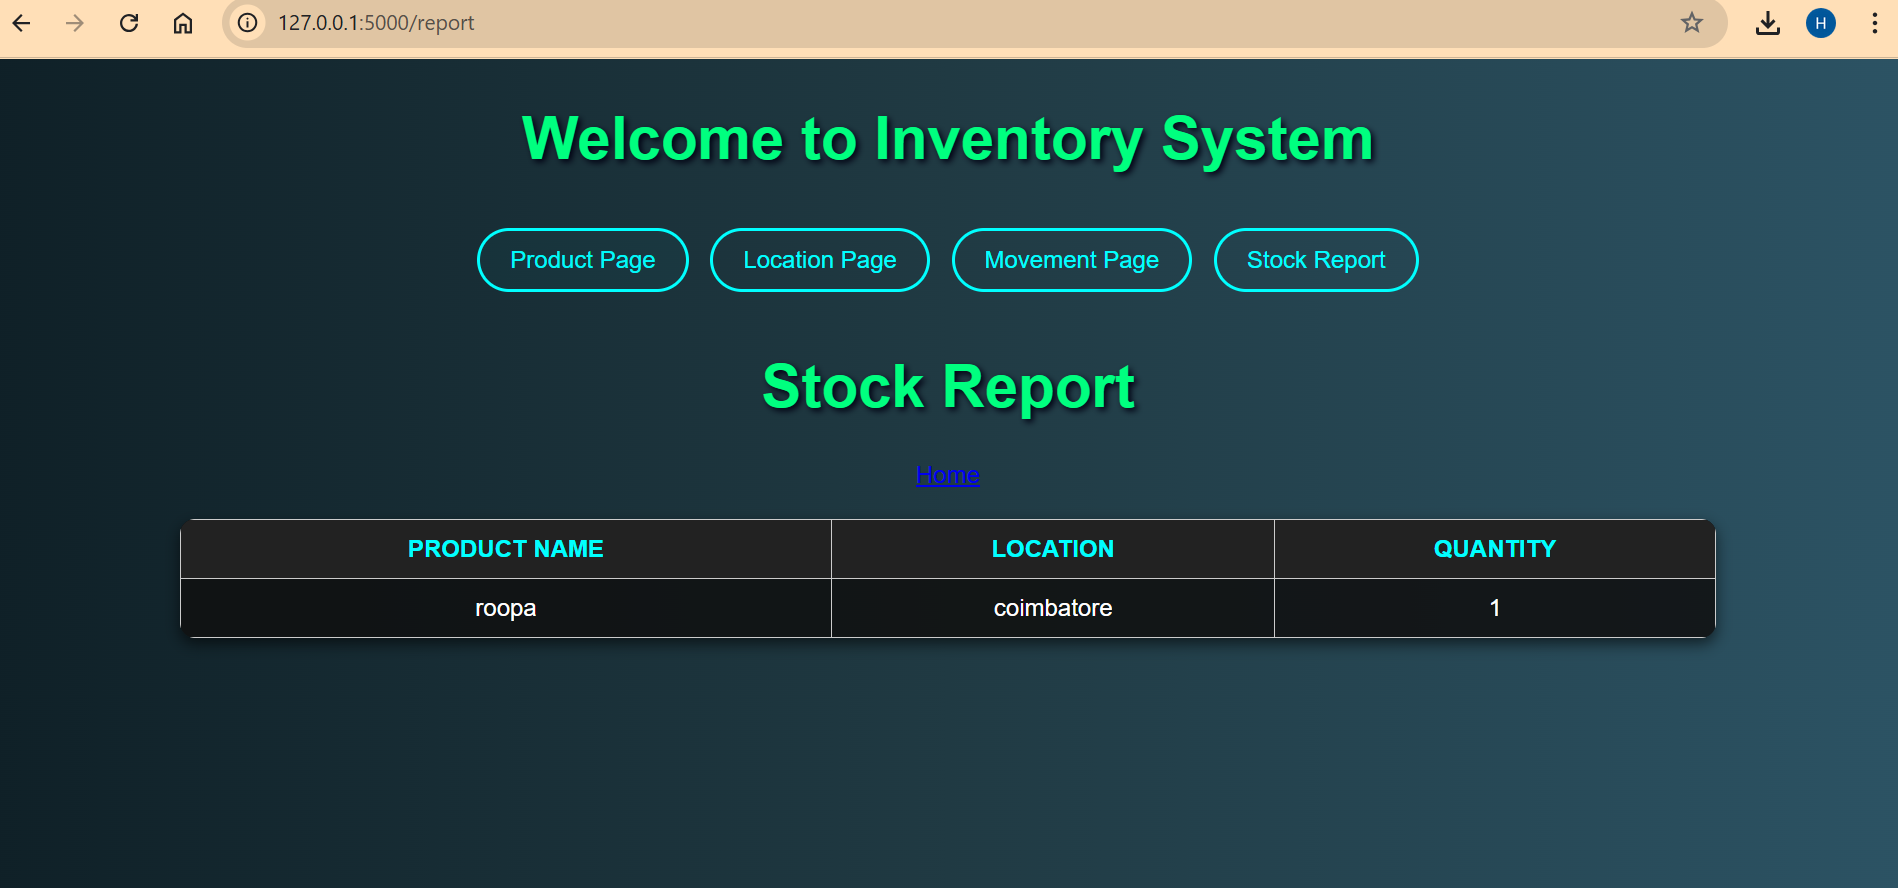 127.0.0.1:5000/report
H
Welcome to Inventory System
Product Page Location Page Movement Page Stock Report
Stock Report
Home
PRODUCT NAME LOCATION QUANTITY
roopa coimbatore 1